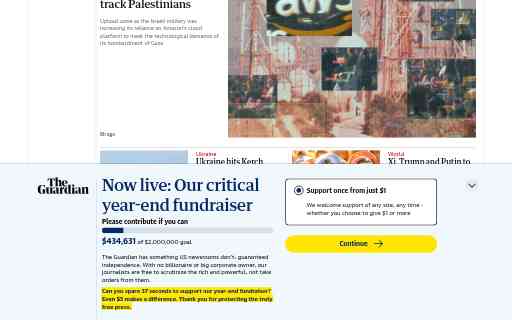 track Palestinians
Upload came as the Israeli military was
increasing its reliance on Amazon's cloud
platform to meet the technological demands of
its bombardment of Gaza
aws
Ukraine
Ukraine hits Kerch
World
Xi, Trump and Putin to
The Guardian
Now live: Our critical
year-end fundraiser
Please contribute if you can
$434,631 of $2,000,000 goal
The Guardian has something US newsrooms don't: guaranteed
independence. With no billionaire or big corporate owner, our
journalists are free to scrutinise the rich and powerful, not take
orders from them.
Can you spare 37 seconds to support our year-end fundraiser?
Even $3 makes a difference. Thank you for protecting the truly
free press.
Support once from just $1
We welcome support of any size, any time –
whether you choose to give $1 or more
Continue →